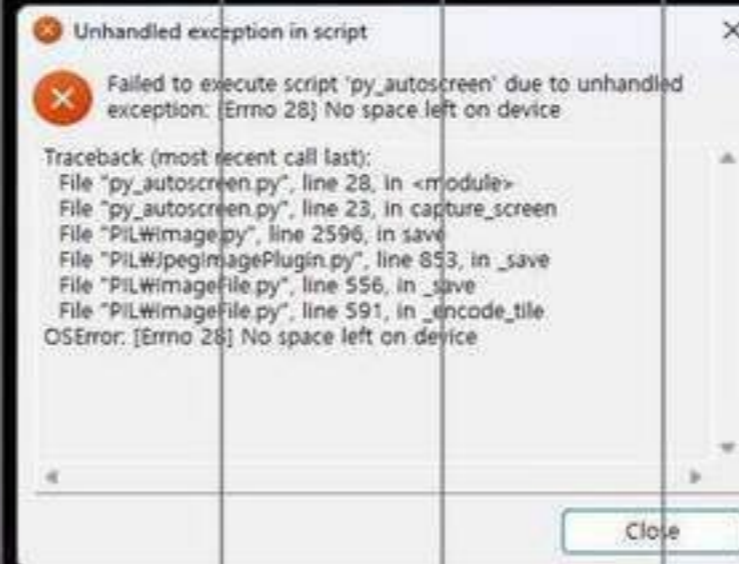 Unhandled exception in script
Failed to execute script 'py_autoscreen' due to unhandled
exception: [Errno 28] No space left on device
Traceback (most recent call last):
File "py_autoscreen.py", line 28, in <module>
File "py_autoscreen.py", line 23, in capture_screen
File "PIL₩Image.py", line 2596, in save
File "PIL₩JpegImagePlugin.py", line 853, in _save
File "PIL₩ImageFile.py", line 556, in _save
File "PIL₩ImageFile.py", line 591, in _encode_tile
OSError: [Errno 28] No space left on device
Close